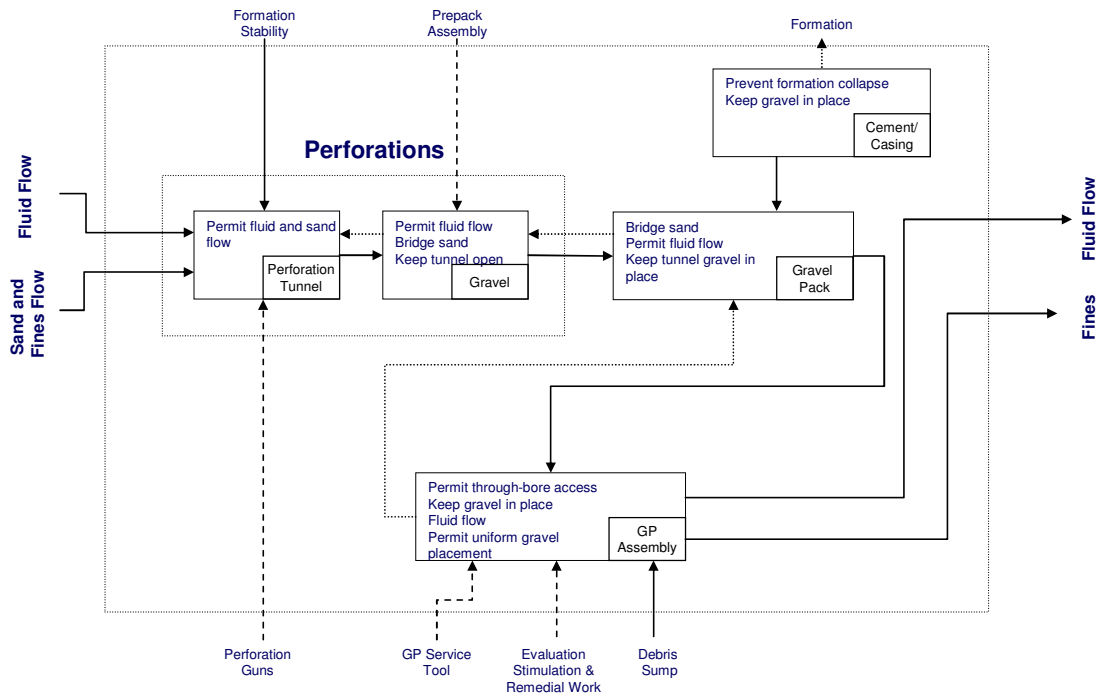 Formation
Stability
Prepack
Assembly
Formation
Prevent formation collapse
Keep gravel in place
Cement/
Casing
Perforations
Fluid Flow
Sand and
Fines Flow
Permit fluid and sand
flow
Perforation
Tunnel
Permit fluid flow
Bridge sand
Keep tunnel open
Gravel
Bridge sand
Permit fluid flow
Keep tunnel gravel in
place
Gravel
Pack
Fluid Flow
Fines
Permit through-bore access
Keep gravel in place
Fluid flow
Permit uniform gravel
placement
GP
Assembly
Perforation
Guns
GP Service
Tool
Evaluation
Stimulation &
Remedial Work
Debris
Sump